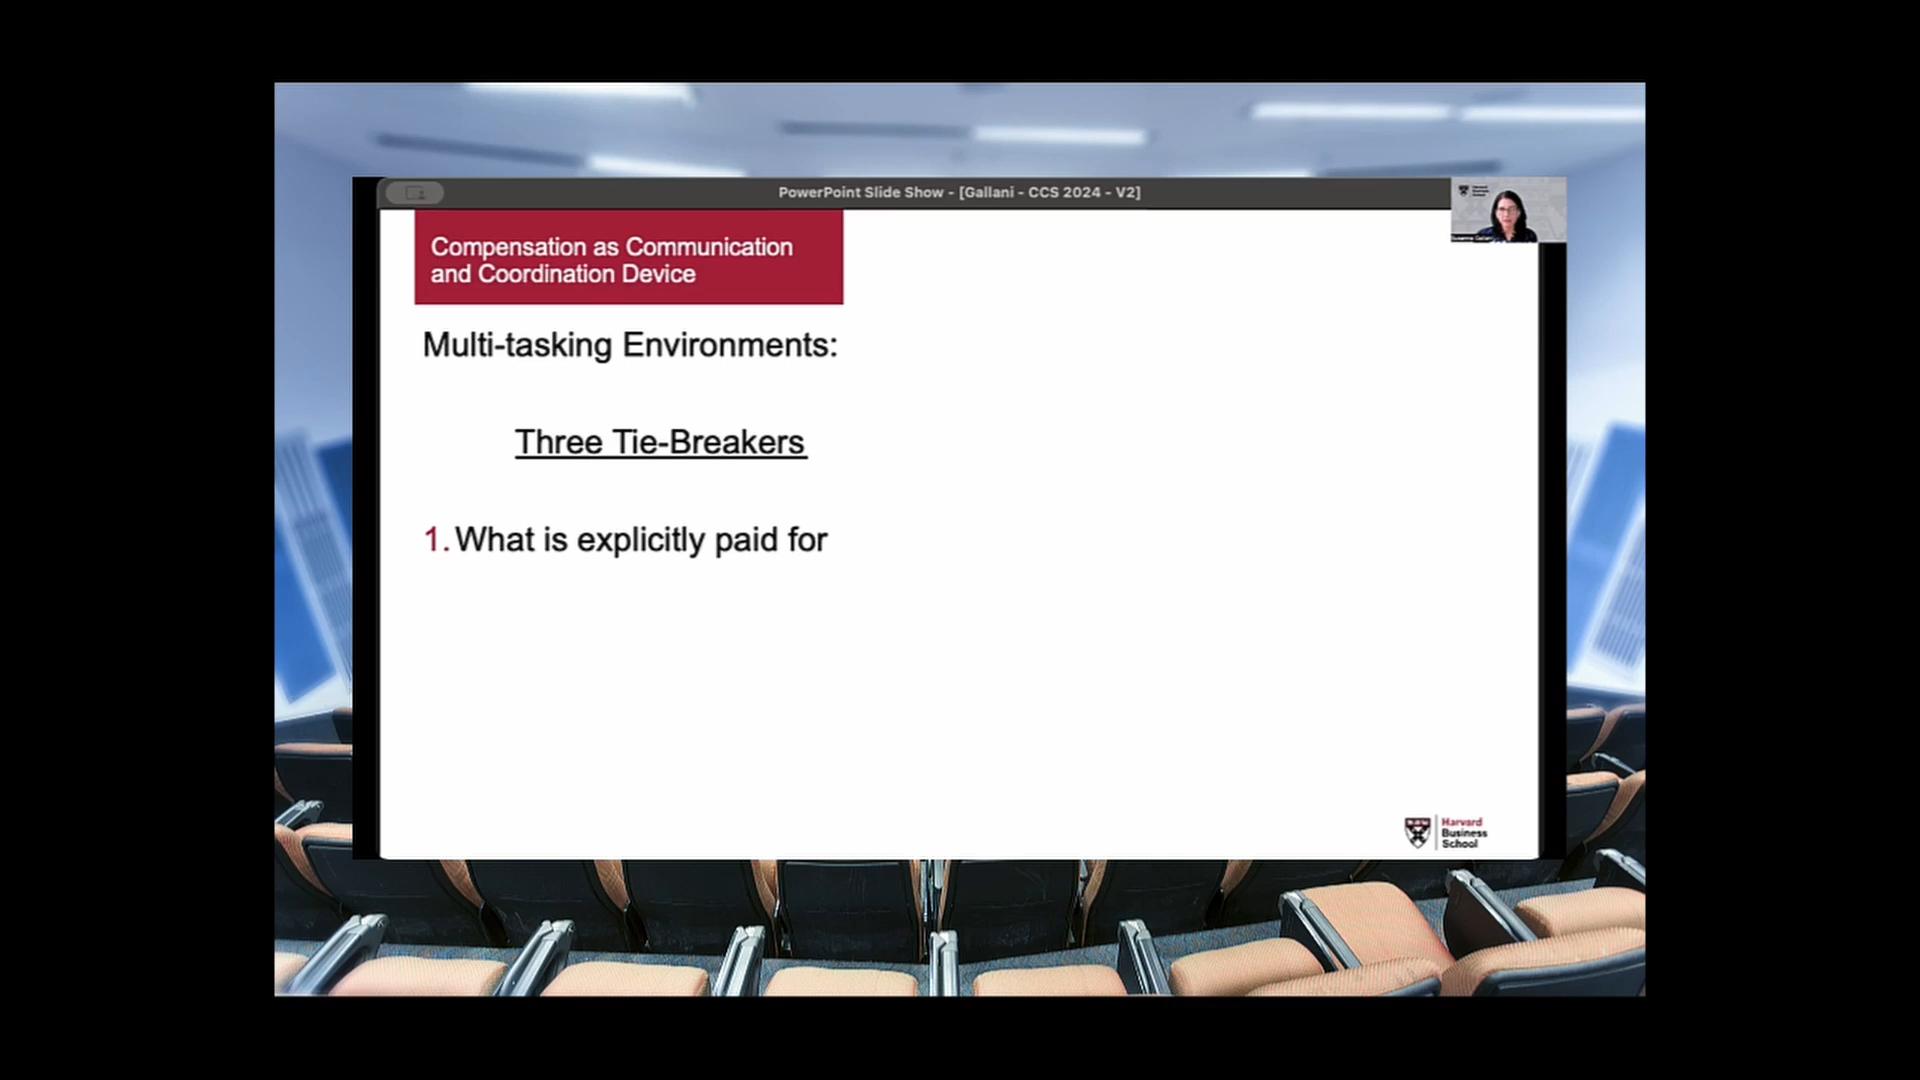 PowerPoint Slide Show - [Gallani - CCS 2024 - V2]
Compensation as Communication
and Coordination Device
Multi-tasking Environments:
Three Tie-Breakers
1. What is explicitly paid for
Harvard
Business
School